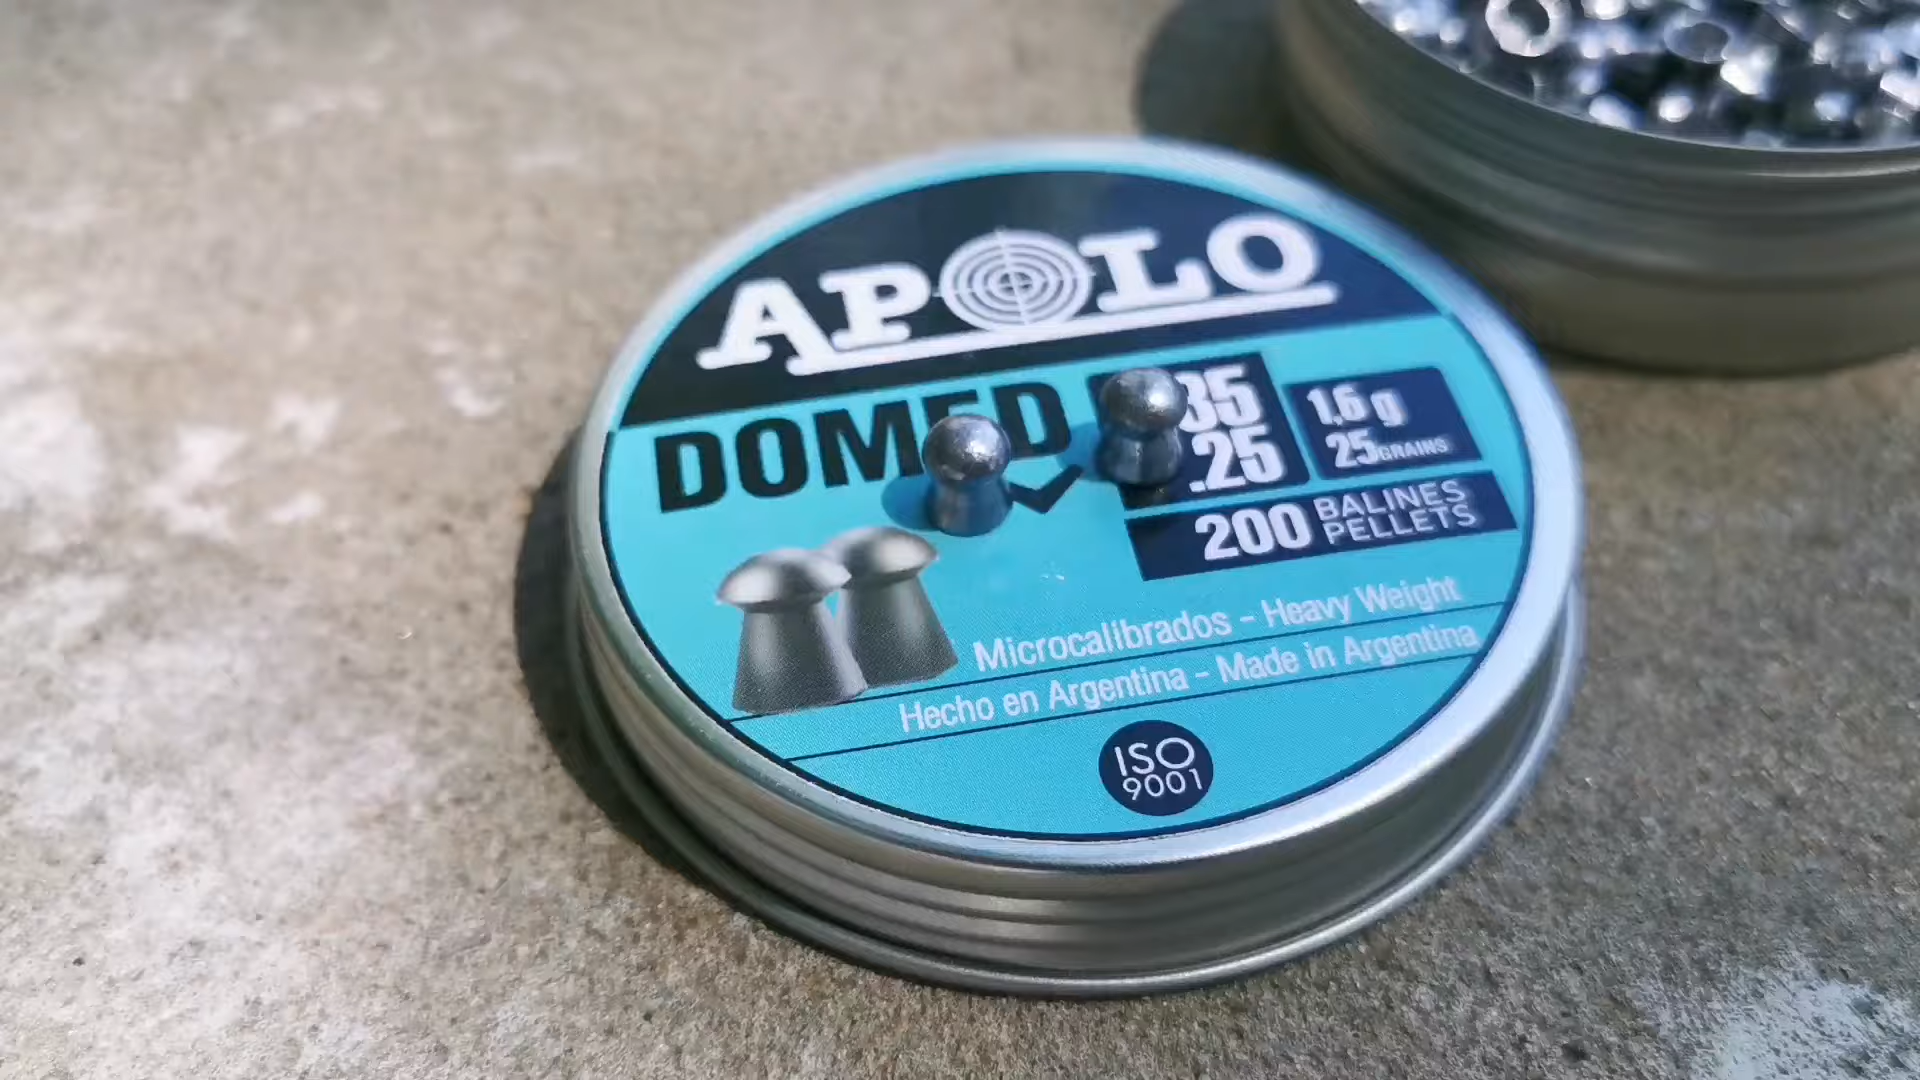 APOLO
DOMED
35
.25
1,6 g
25 GRAINS
200 BALINES
PELLETS
Microcalibrados - Heavy Weight
Hecho en Argentina - Made in Argentina
ISO
9001